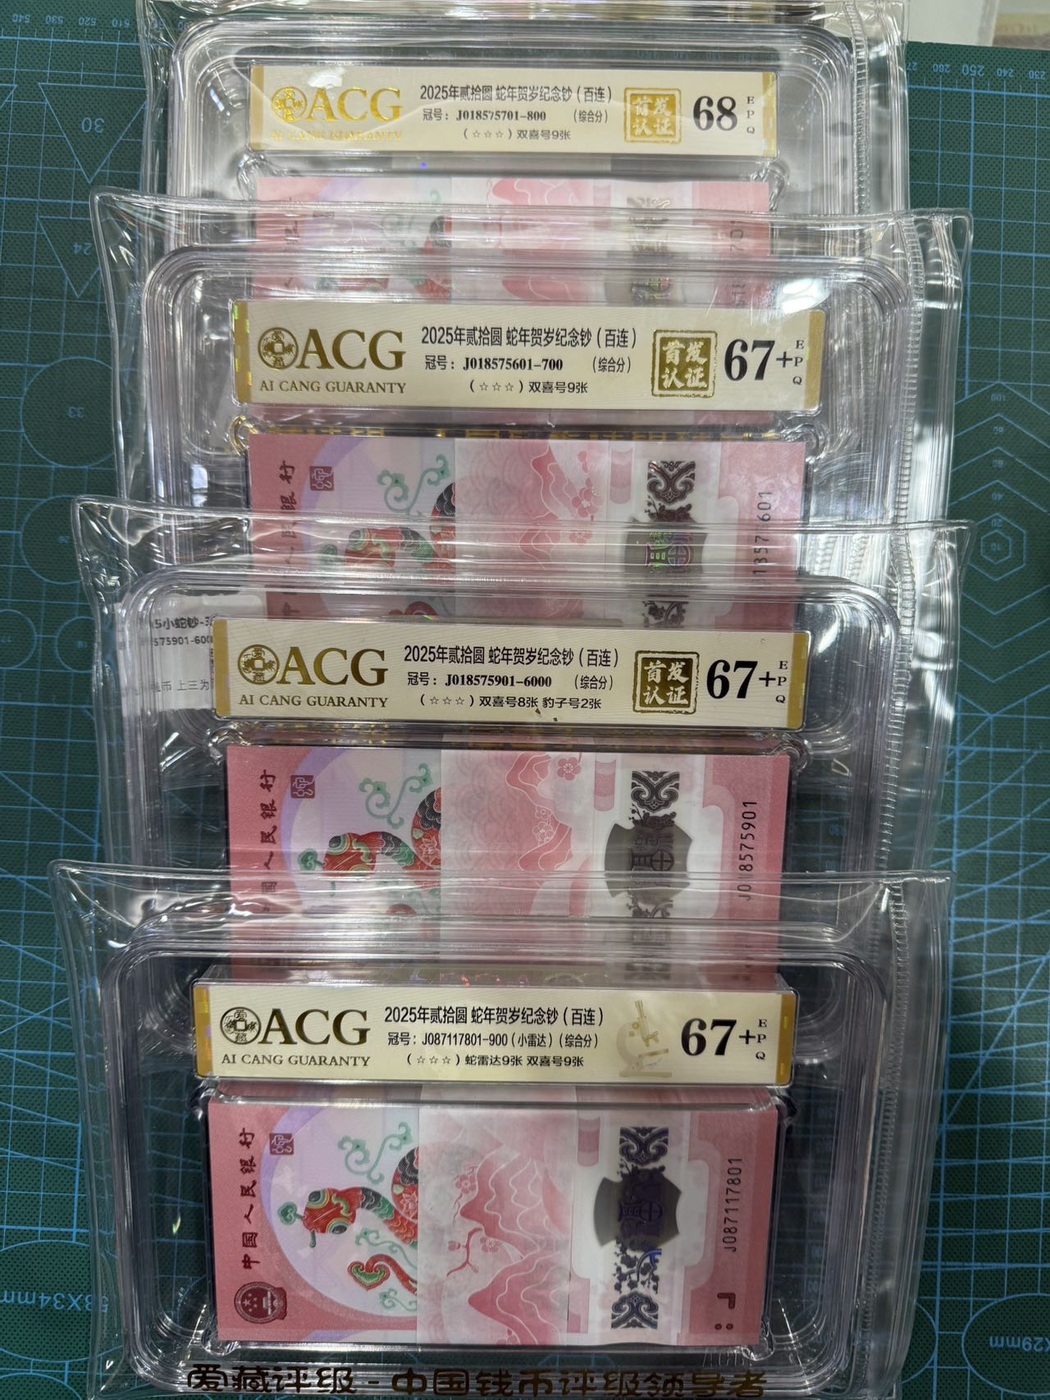 ACG
2025年贰拾圆 蛇年贺岁纪念钞(百连)
冠号: J018575701-800 (综合分)
(☆☆☆) 双喜号9张
首发
认证
68
EPQ
ACG
AI CANG GUARANTY
2025年贰拾圆 蛇年贺岁纪念钞(百连)
冠号: J018575601-700 (综合分)
(☆☆☆) 双喜号9张
首发
认证
67+
EPQ
ACG
AI CANG GUARANTY
2025年贰拾圆 蛇年贺岁纪念钞(百连)
冠号: J018575901-6000 (综合分)
(☆☆☆) 双喜号8张 豹子号2张
首发
认证
67+
EPQ
国人民银行
J018575901
ACG
AI CANG GUARANTY
2025年贰拾圆 蛇年贺岁纪念钞(百连)
冠号: J087117801-900(小雷达)(综合分)
(☆☆☆) 蛇雷达9张 双喜号9张
67+
EPQ
中国人民银行
J087117801
爱藏评级-中国钱币评级领导者